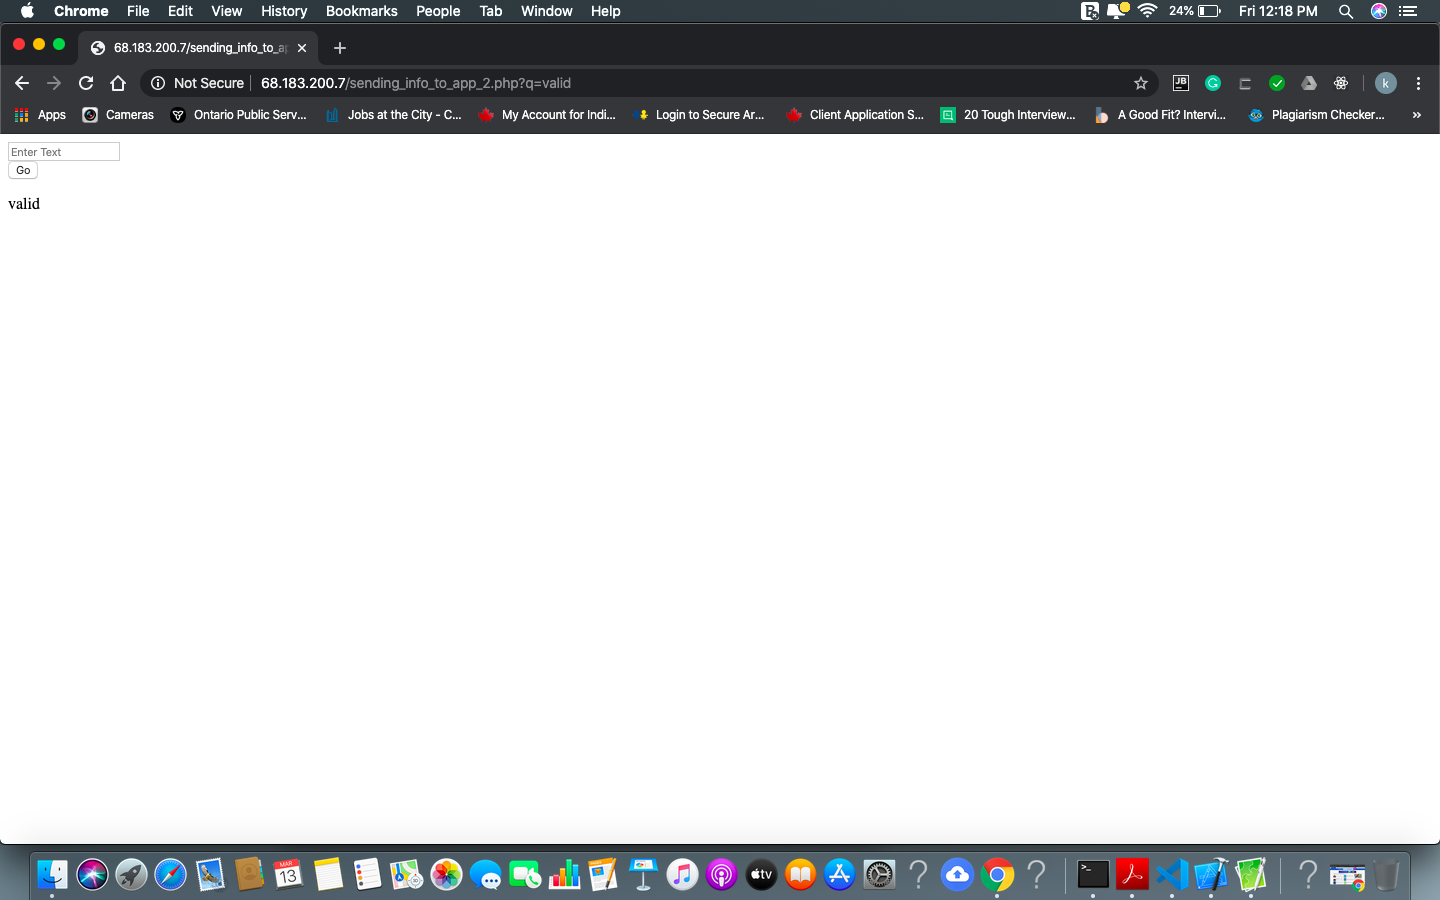 Chrome File Edit View History Bookmarks People Tab Window Help 24% Fri 12:18 PM
68.183.200.7/sending_info_to_a
Not Secure 68.183.200.7/sending_info_to_app_2.php?q=valid JB k
Apps Cameras Ontario Public Serv... Jobs at the City - C... My Account for Indi... Login to Secure Ar... Client Application S... 20 Tough Interview... A Good Fit? Intervi... Plagiarism Checker... »
Enter Text
Go
valid
MAR
13
tv